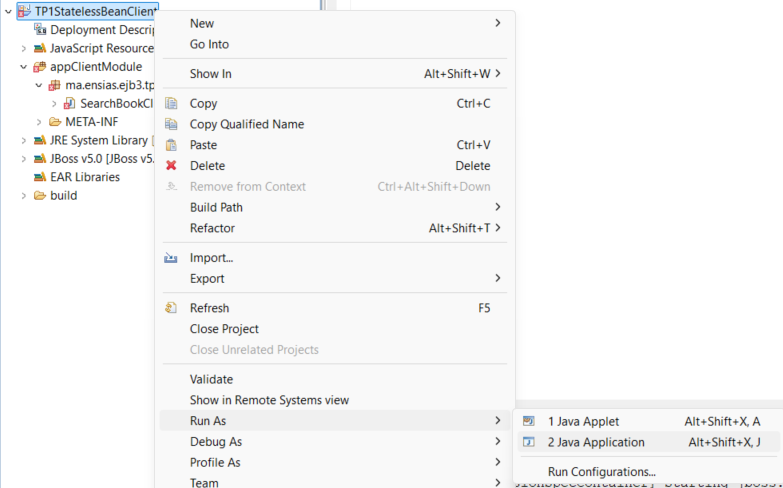 TP1StatelessBeanClient
Deployment Descrip
JavaScript Resource
appClientModule
ma.ensias.ejb3.tp
SearchBookCl
META-INF
JRE System Library [
JBoss v5.0 [JBoss v5.
EAR Libraries
build
New
Go Into
Show In Alt+Shift+W
Copy Ctrl+C
Copy Qualified Name
Paste Ctrl+V
Delete Delete
Remove from Context Ctrl+Alt+Shift+Down
Build Path
Refactor Alt+Shift+T
Import...
Export
Refresh F5
Close Project
Close Unrelated Projects
Validate
Show in Remote Systems view
Run As
Debug As
Profile As
Team
1 Java Applet Alt+Shift+X, A
2 Java Application Alt+Shift+X, J
Run Configurations...